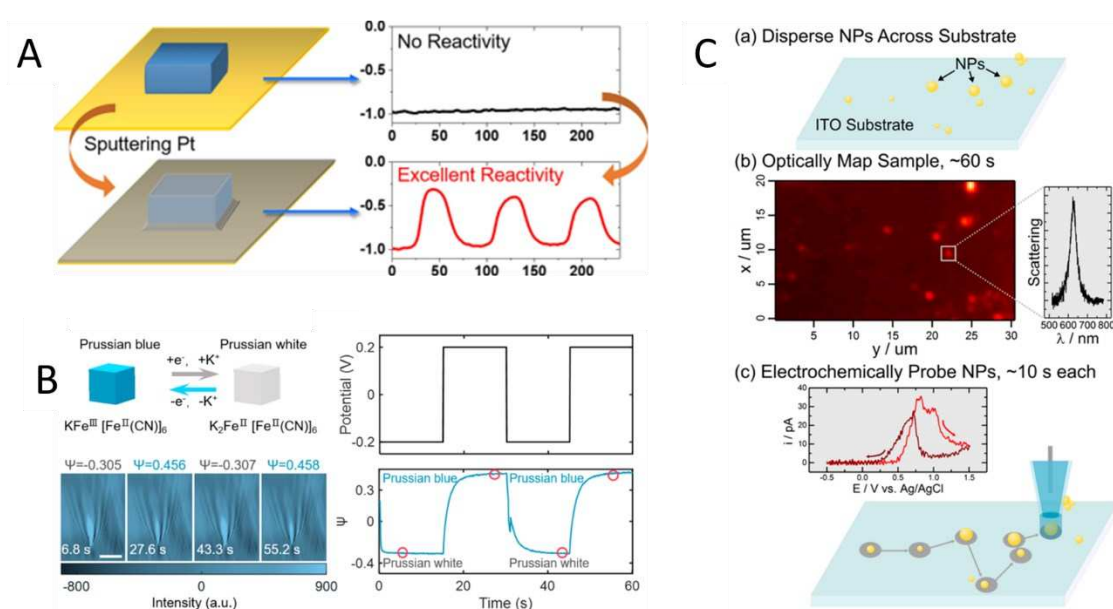 A
Sputtering Pt
No Reactivity
0.0
-0.5
-1.0
0 50 100 150 200
Excellent Reactivity
0.0
-0.5
-1.0
0 50 100 150 200
B
Prussian blue
Prussian white
+e-, +K+
-e-, -K+
KFeIII [FeII(CN)]6
K2FeII [FeII(CN)]6
Ψ=-0.305 Ψ=0.456 Ψ=-0.307 Ψ=0.458
6.8 s 27.6 s 43.3 s 55.2 s
-800 0 900
Intensity (a.u.)
Potential (V)
0.2
0.0
-0.2
Ψ
0.4
0
-0.4
Prussian blue Prussian blue
Prussian white Prussian white
0 20 40 60
Time (s)
C
(a) Disperse NPs Across Substrate
NPs
ITO Substrate
(b) Optically Map Sample, ~60 s
x / um
20
15
10
5
0
5 10 15 20 25 30
y / um
Scattering
500 600 700 800
λ / nm
(c) Electrochemically Probe NPs, ~10 s each
i / pA
40
30
20
10
0
-0.5 0.0 0.5 1.0 1.5
E / V vs. Ag/AgCl